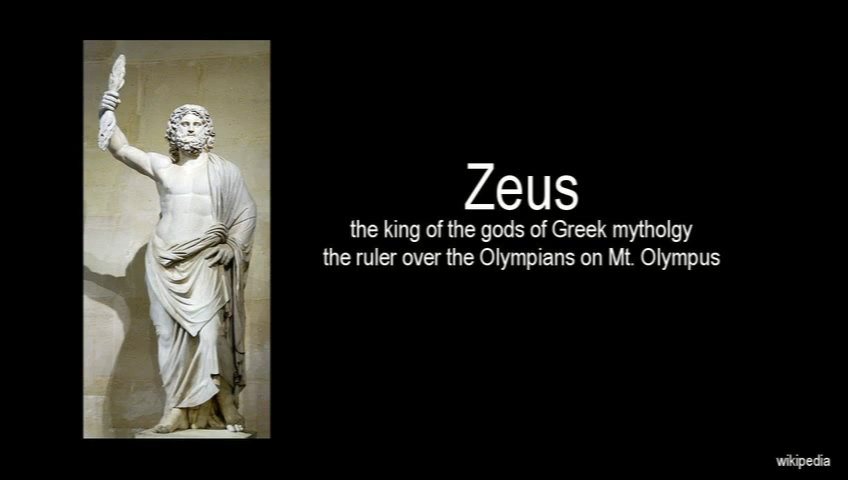 Zeus
the king of the gods of Greek mytholgy
the ruler over the Olympians on Mt. Olympus
wikipedia